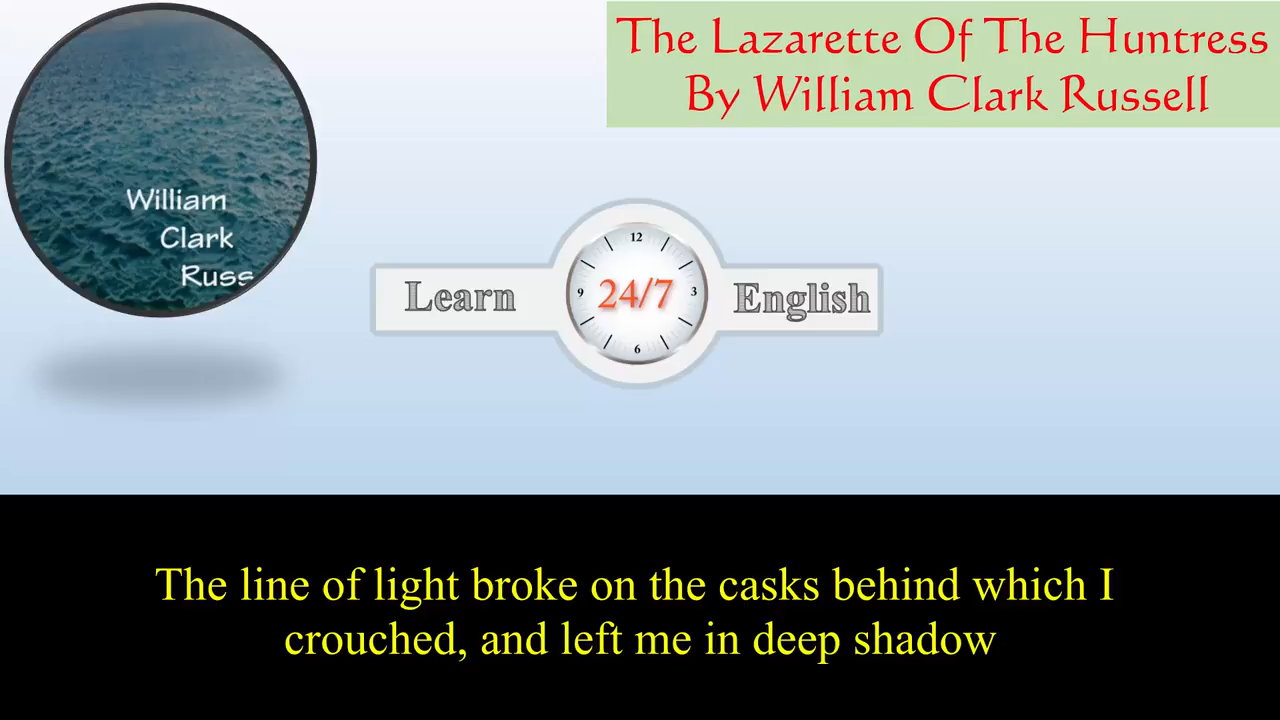 The Lazarette Of The Huntress
By William Clark Russell
William
Clark
Russ
Learn
24/7
English
12
3
6
9
The line of light broke on the casks behind which I
crouched, and left me in deep shadow